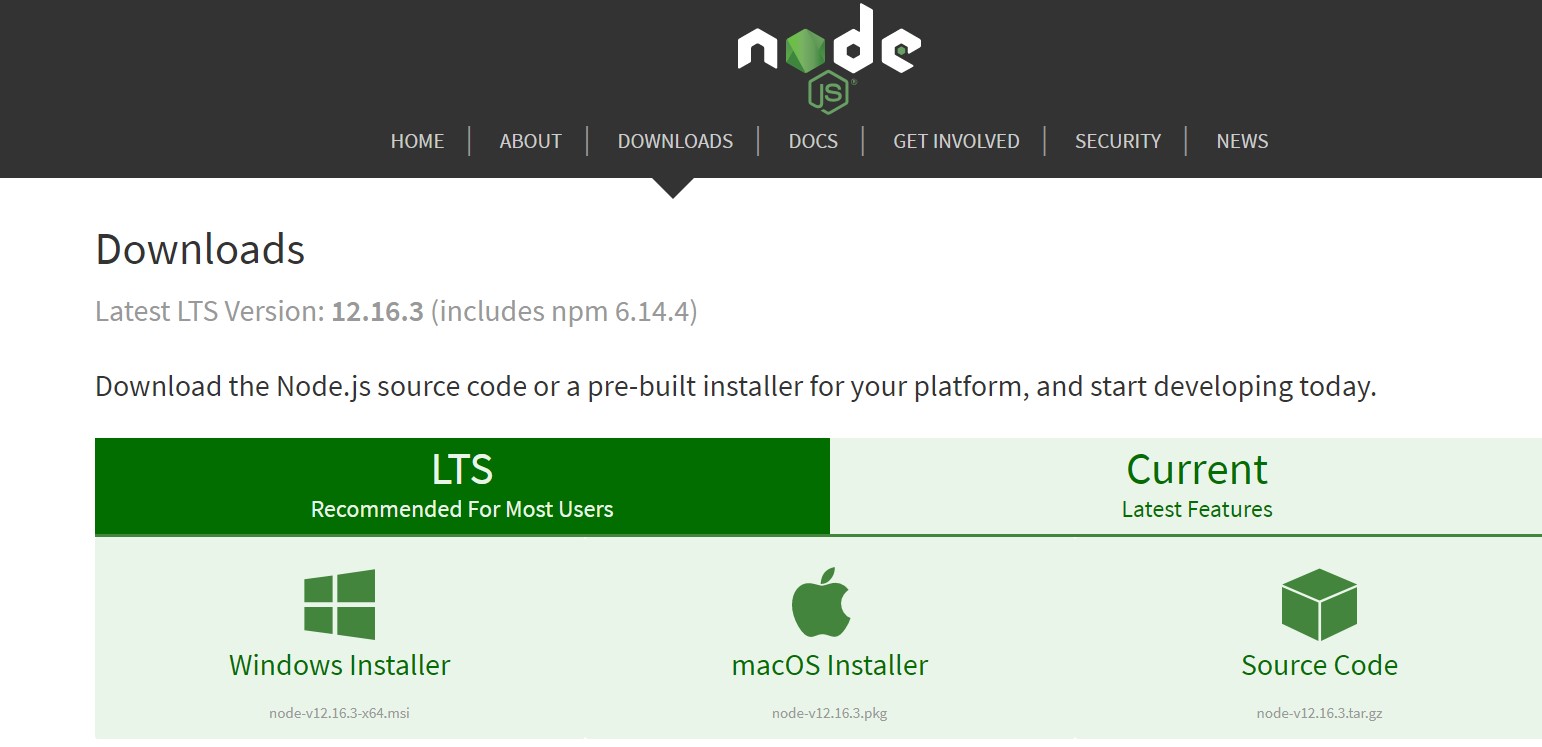 node
JS®
HOME | ABOUT | DOWNLOADS | DOCS | GET INVOLVED | SECURITY | NEWS
Downloads
Latest LTS Version: 12.16.3 (includes npm 6.14.4)
Download the Node.js source code or a pre-built installer for your platform, and start developing today.
LTS
Recommended For Most Users
Current
Latest Features
Windows Installer
node-v12.16.3-x64.msi
macOS Installer
node-v12.16.3.pkg
Source Code
node-v12.16.3.tar.gz